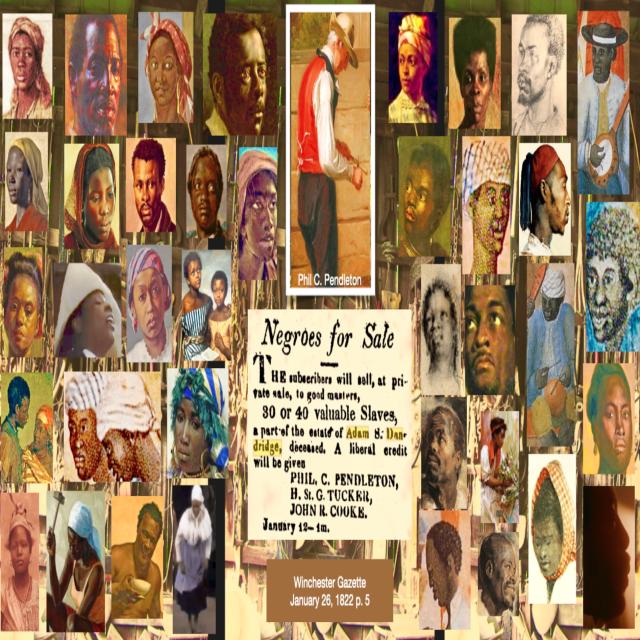 Phil C. Pendleton
Negroes for Sale
THE subscribers will sell, at pri-
vate sale, to good masters,
30 or 40 valuable Slaves,
a part of the estate of Adam S. Dan-
dridge, deceased. A liberal credit
will be given
PHIL. C. PENDLETON,
H. St. G. TUCKER,
JOHN R. COOKE.
January 12—1m.
Winchester Gazette
January 26, 1822 p. 5